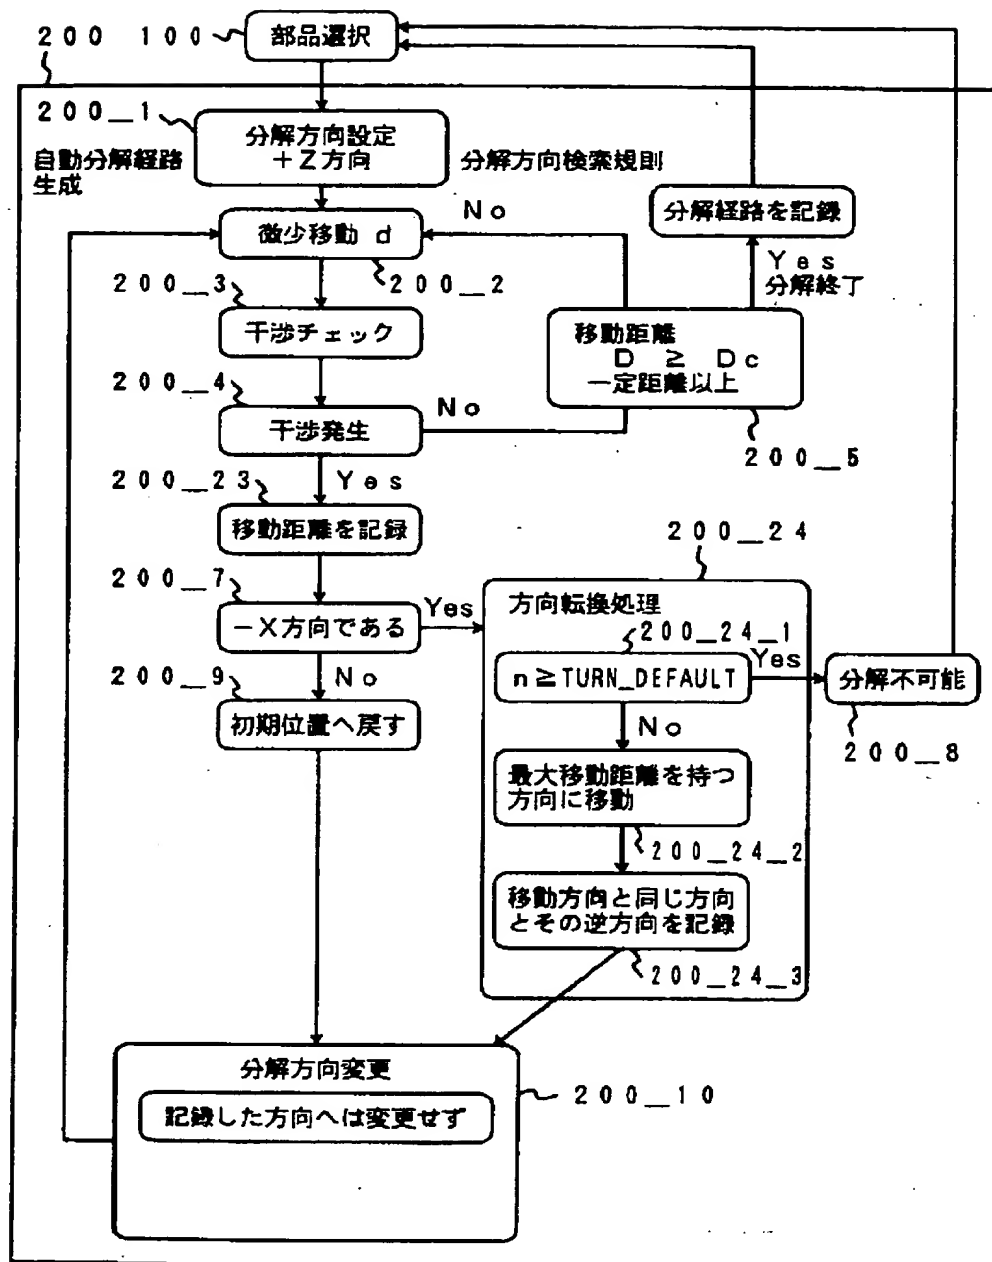 200 100
部品選択
200_1
分解方向設定
+Z方向
自動分解経路
生成
分解方向検索規則
No
分解経路を記録
微少移動 d
200_2
Yes
分解終了
200_3
干渉チェック
移動距離
D ≧ Dc
一定距離以上
200_4
No
干渉発生
200_5
200_23
Yes
移動距離を記録
200_24
200_7
Yes
方向転換処理
-X方向である
200_24_1
n≧TURN_DEFAULT
Yes
分解不可能
200_8
200_9
No
初期位置へ戻す
No
最大移動距離を持つ
方向に移動
200_24_2
移動方向と同じ方向
とその逆方向を記録
200_24_3
分解方向変更
200_10
記録した方向へは変更せず